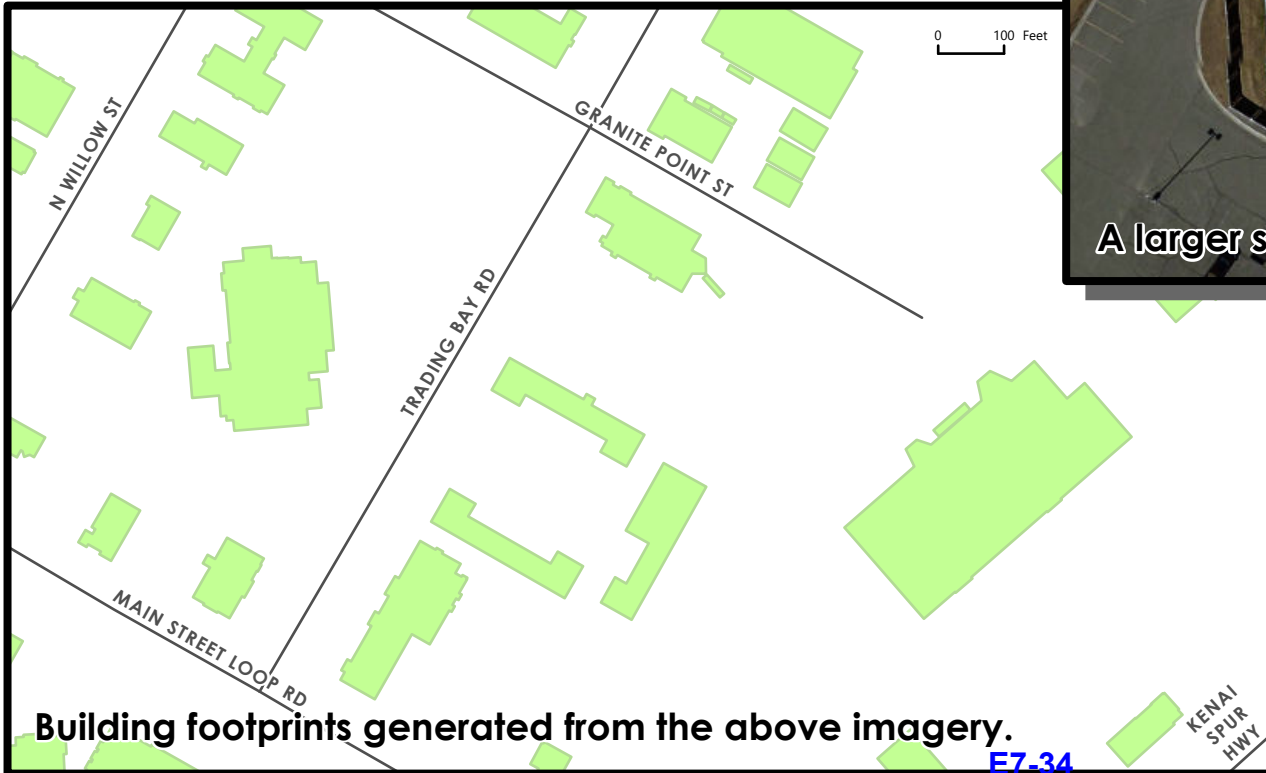 0 100 Feet
N WILLOW ST
GRANITE POINT ST
TRADING BAY RD
A larger s
MAIN STREET LOOP RD
KENAI
SPUR
HWY
Building footprints generated from the above imagery.
E7-34